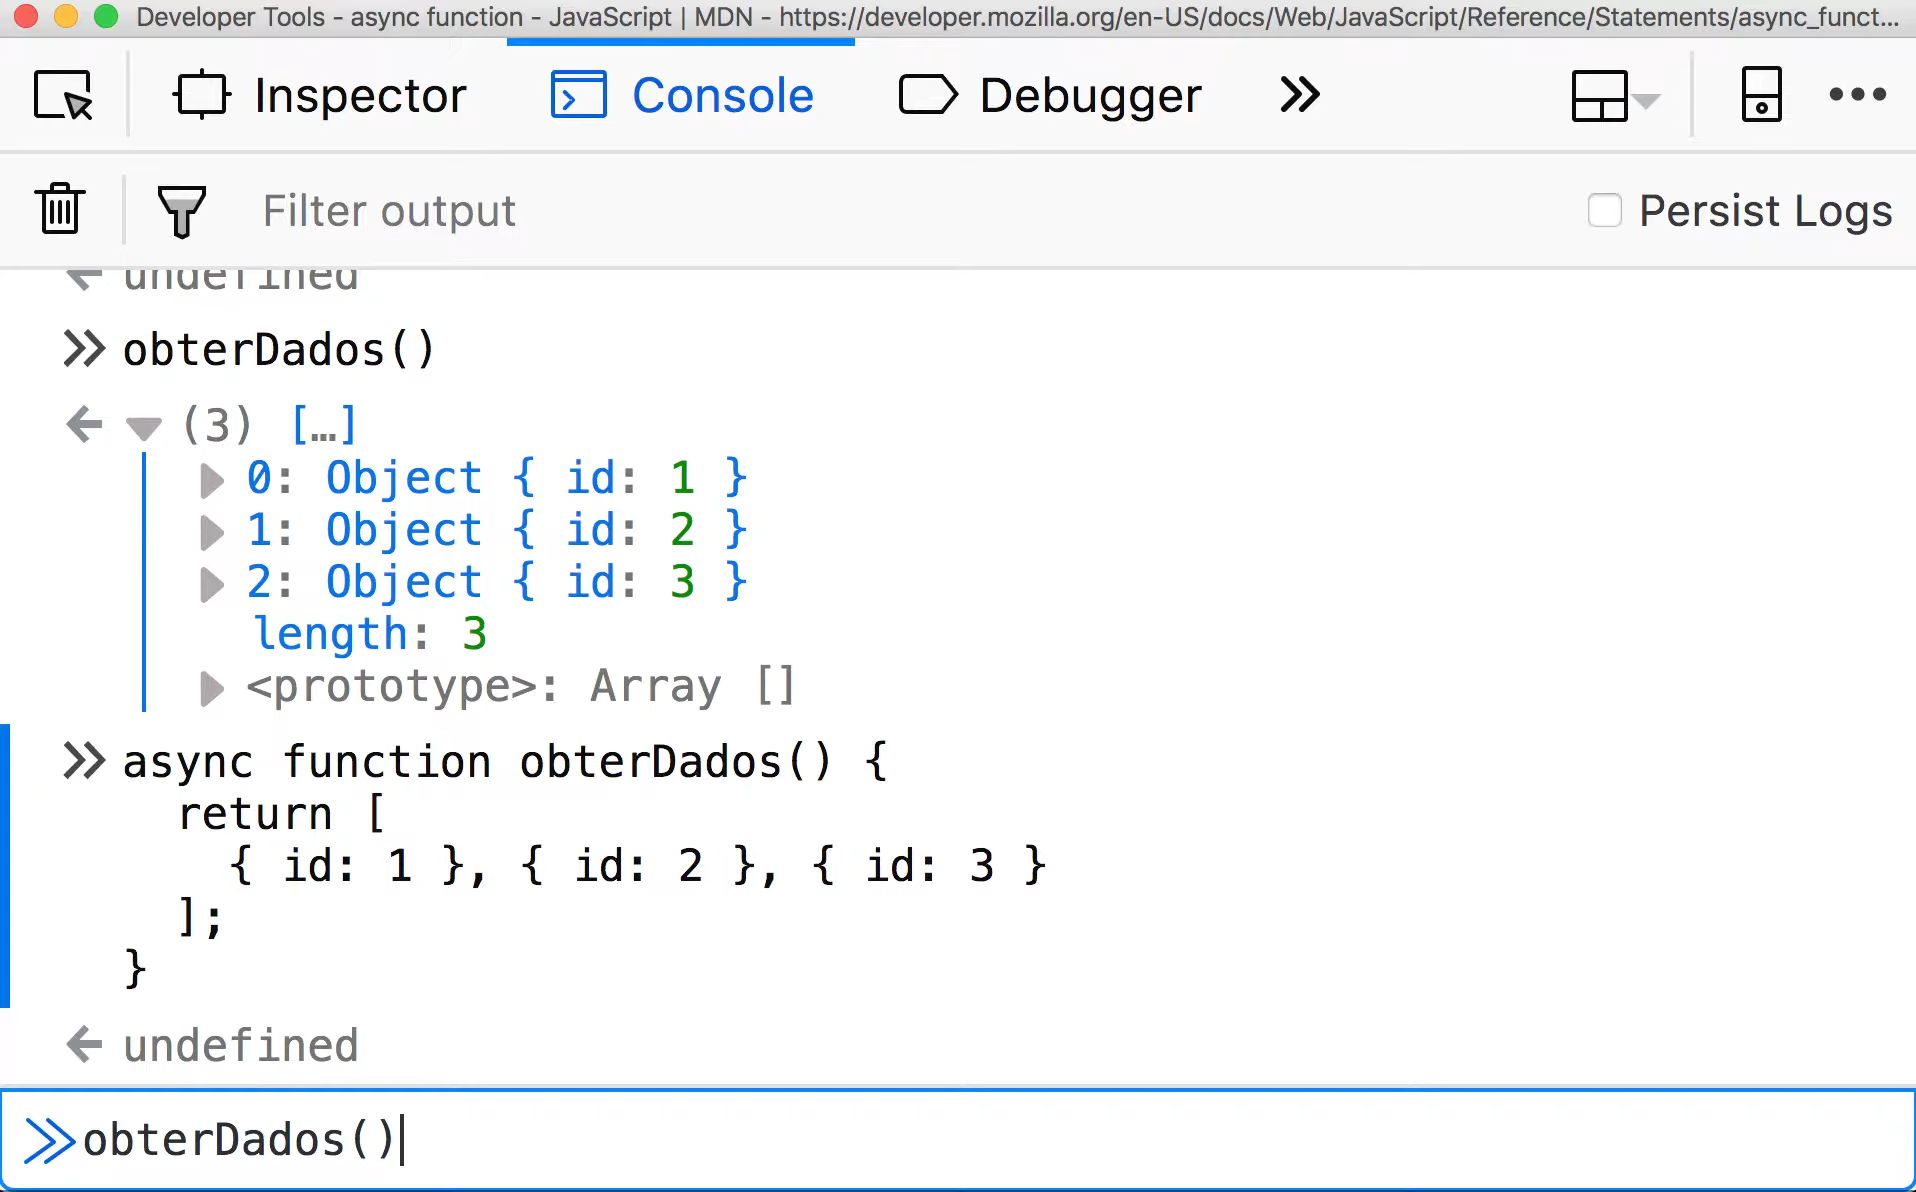 Developer Tools - async function - JavaScript | MDN - https://developer.mozilla.org/en-US/docs/Web/JavaScript/Reference/Statements/async_funct...
Inspector Console Debugger
Filter output Persist Logs
undefined
obterDados()
(3) […]
0: Object { id: 1 }
1: Object { id: 2 }
2: Object { id: 3 }
length: 3
<prototype>: Array []
async function obterDados() {
return [
{ id: 1 }, { id: 2 }, { id: 3 }
];
}
undefined
obterDados()